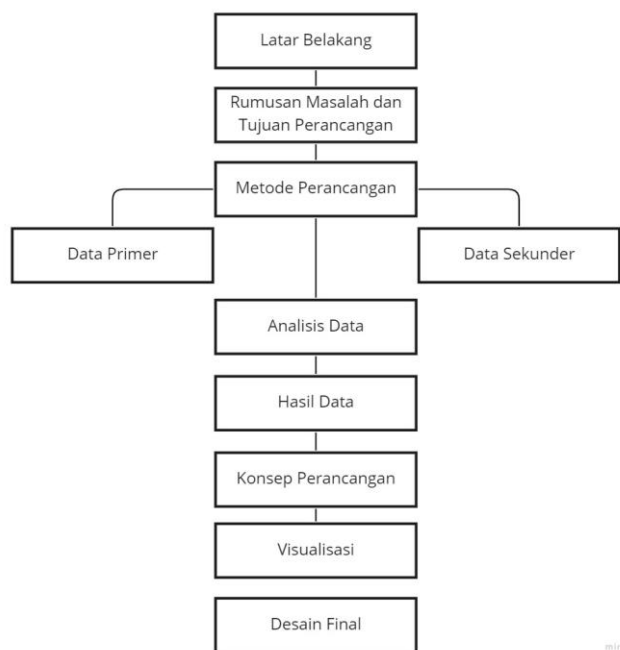 Latar Belakang
Rumusan Masalah dan
Tujuan Perancangan
Metode Perancangan
Data Primer
Data Sekunder
Analisis Data
Hasil Data
Konsep Perancangan
Visualisasi
Desain Final